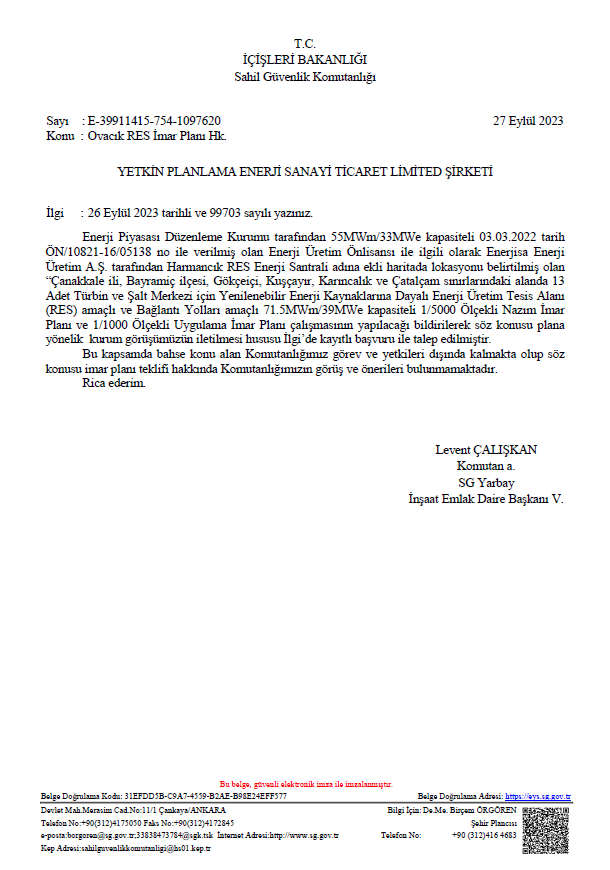 T.C.
İÇİŞLERİ BAKANLIĞI
Sahil Güvenlik Komutanlığı
Sayı : E-39911415-754-1097620 27 Eylül 2023
Konu : Ovacık RES İmar Planı Hk.
YETKİN PLANLAMA ENERJİ SANAYİ TİCARET LİMİTED ŞİRKETİ
İlgi : 26 Eylül 2023 tarihli ve 99703 sayılı yazınız.
Enerji Piyasası Düzenleme Kurumu tarafından 55MWm/33MWe kapasiteli 03.03.2022 tarih
ÖN/10821-16/05138 no ile verilmiş olan Enerji Üretim Önlisansı ile ilgili olarak Enerjisa Enerji
Üretim A.Ş. tarafından Harmancık RES Enerji Santrali adına ekli haritada lokasyonu belirtilmiş olan
“Çanakkale ili, Bayramiç ilçesi, Gökçeiçi, Kuşçayır, Karıncalık ve Çatalçam sınırlarındaki alanda 13
Adet Türbin ve Şalt Merkezi için Yenilenebilir Enerji Kaynaklarına Dayalı Enerji Üretim Tesis Alanı
(RES) amaçlı ve Bağlantı Yolları amaçlı 71.5MWm/39MWe kapasiteli 1/5000 Ölçekli Nazım İmar
Planı ve 1/1000 Ölçekli Uygulama İmar Planı çalışmasının yapılacağı bildirilerek söz konusu plana
yönelik kurum görüşümüzün iletilmesi hususu İlgi’de kayıtlı başvuru ile talep edilmiştir.
Bu kapsamda bahse konu alan Komutanlığımız görev ve yetkileri dışında kalmakta olup söz
konusu imar planı teklifi hakkında Komutanlığımızın görüş ve önerileri bulunmamaktadır.
Rica ederim.
Levent ÇALIŞKAN
Komutan a.
SG Yarbay
İnşaat Emlak Daire Başkanı V.
Bu belge, güvenli elektronik imza ile imzalanmıştır.
Belge Doğrulama Kodu: 31EFDD5B-C9A7-4559-B2AE-B98E24EFF577 Belge Doğrulama Adresi: https://eys.sg.gov.tr
Devlet Mah.Merasim Cad.No:11/1 Çankaya/ANKARA Bilgi İçin: De.Me. Birçem ÖRGÖREN
Telefon No:+90(312)4175050 Faks No:+90(312)4172845 Şehir Plancısı
e-posta:borgoren@sg.gov.tr;33838473784@sgk.tsk İnternet Adresi:http://www.sg.gov.tr Telefon No: +90 (312)416 4683
Kep Adresi:sahilguvenlikkomutanligi@hs01.kep.tr